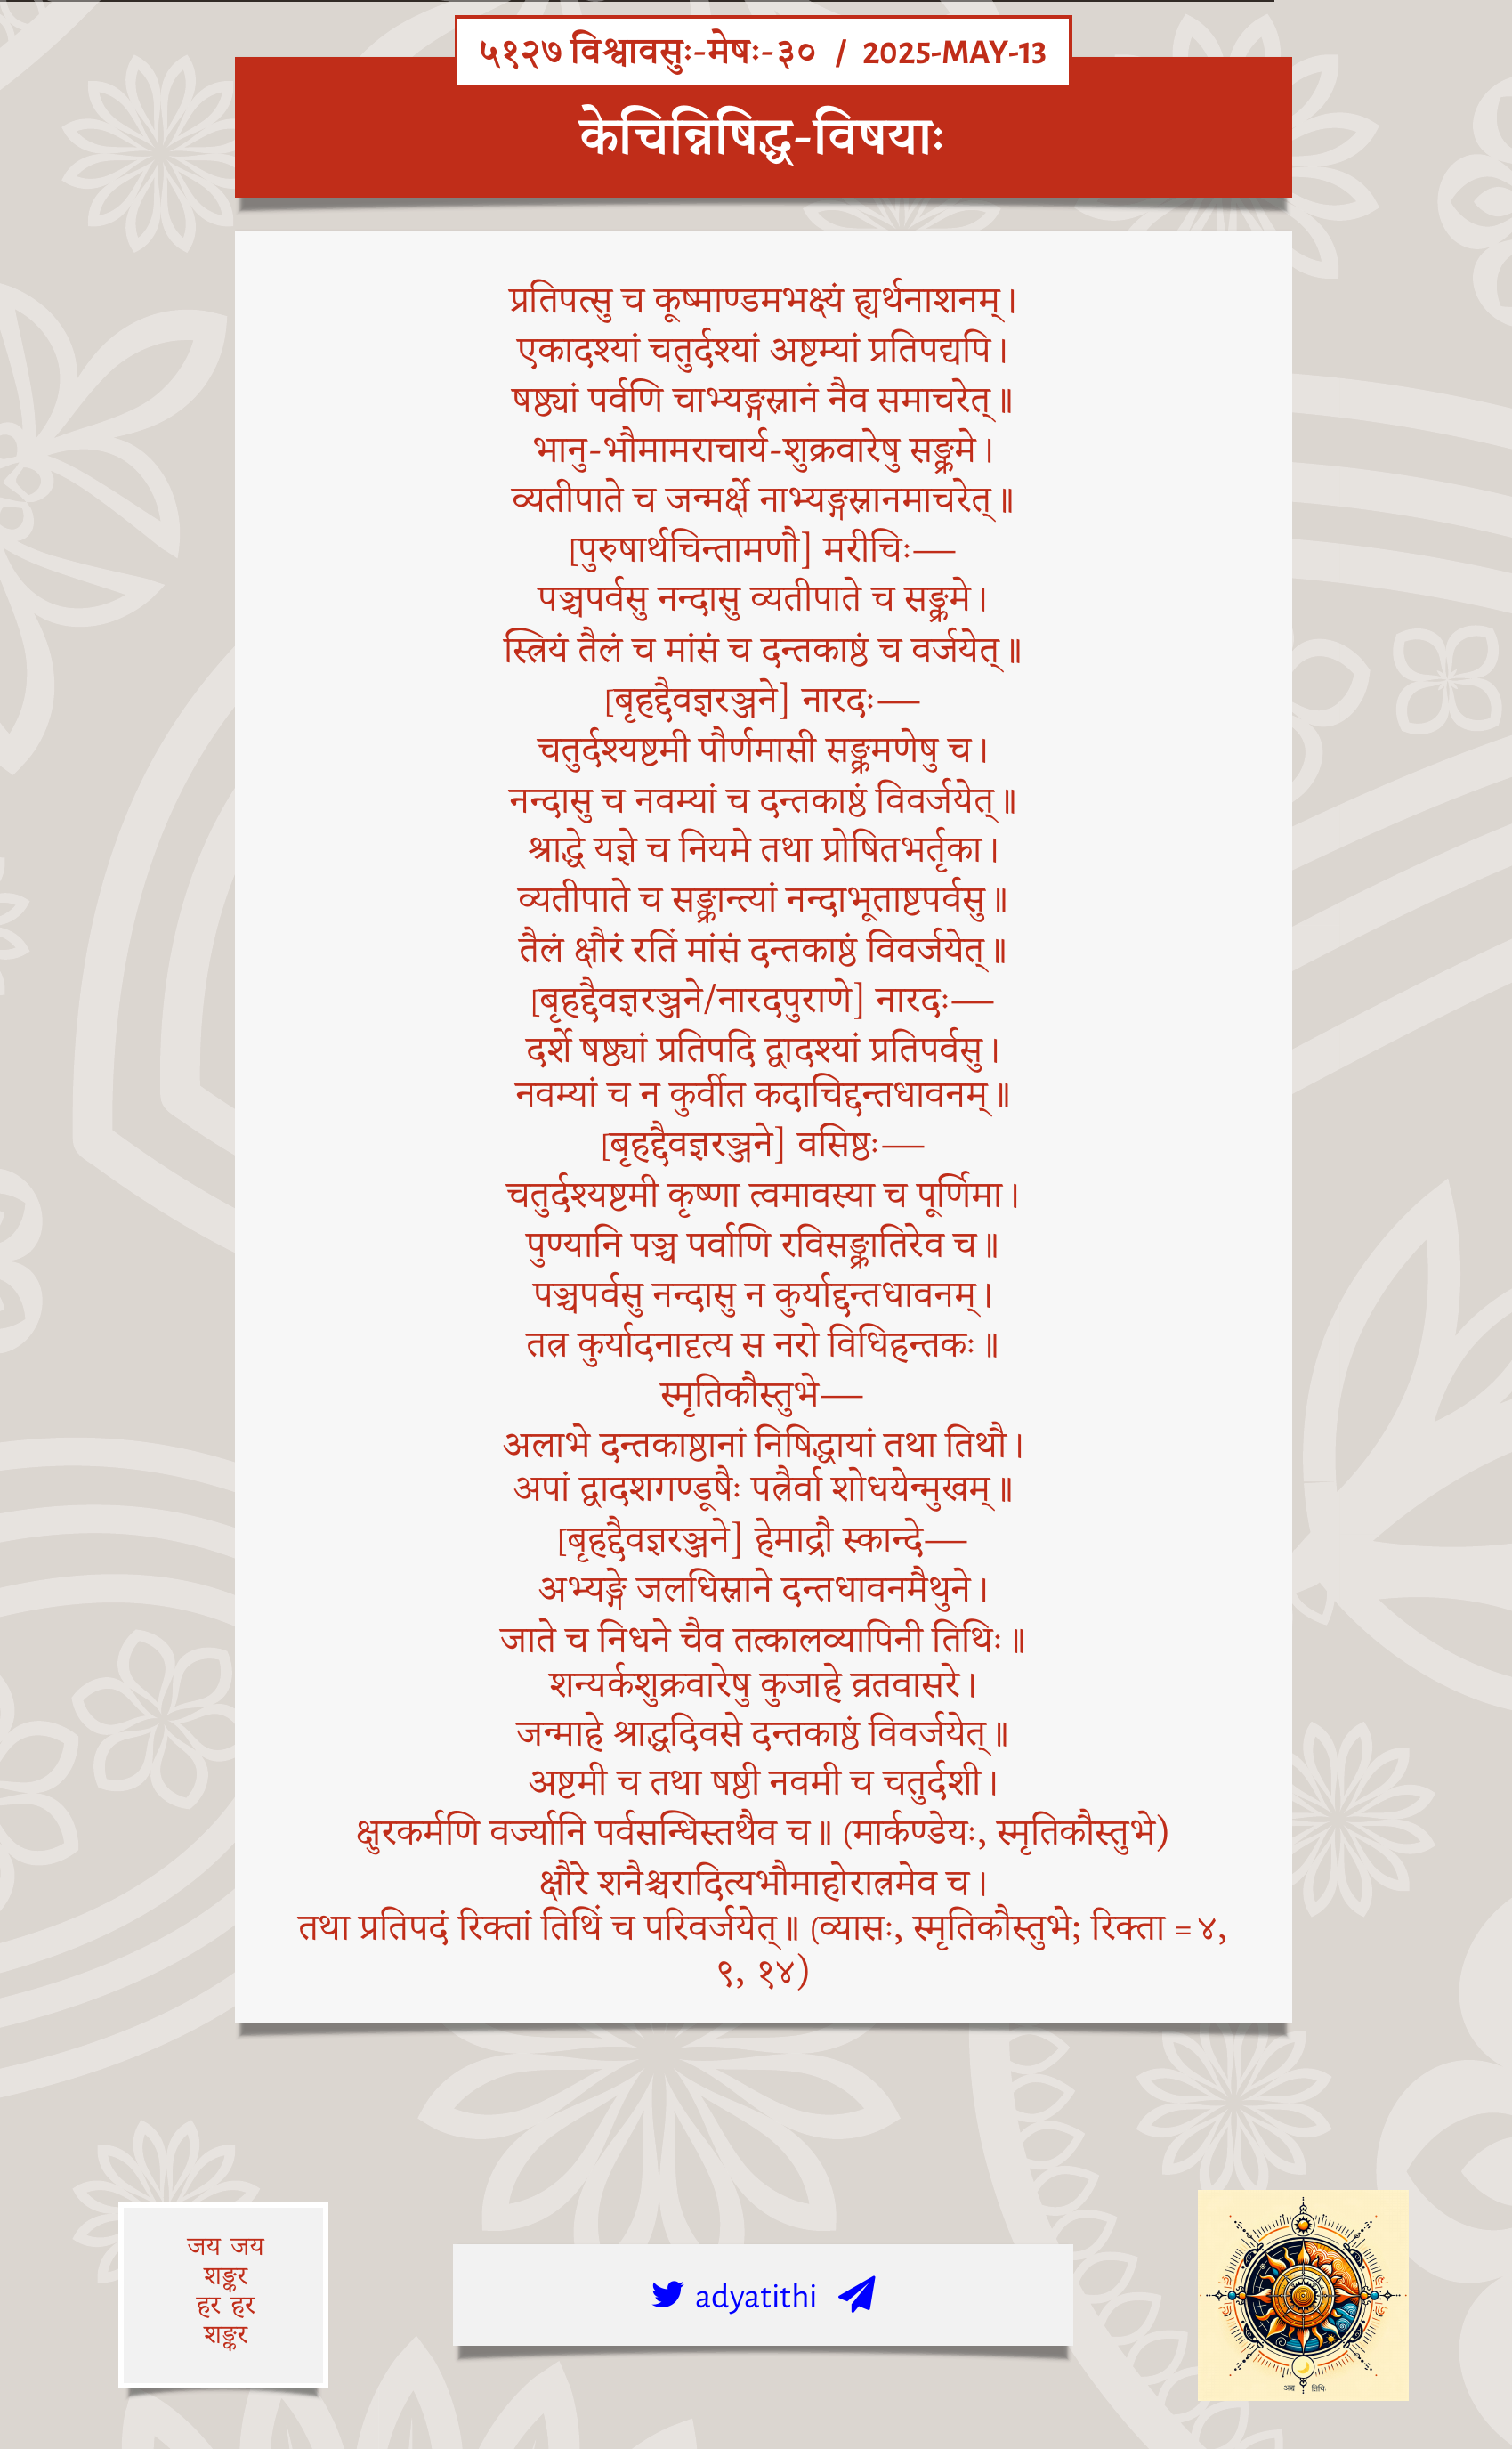 ५१२७ विश्वावसुः-मेषः-३० / 2025-MAY-13
केचिन्निषिद्ध-विषयाः
प्रतिपत्सु च कूष्माण्डमभक्ष्यं ह्यर्थनाशनम्।
एकादश्यां चतुर्दश्यां अष्टम्यां प्रतिपद्यपि।
षष्ठ्यां पर्वणि चाभ्यङ्गस्नानं नैव समाचरेत्॥
भानु-भौमामराचार्य-शुक्रवारेषु सङ्क्रमे।
व्यतीपाते च जन्मर्क्षे नाभ्यङ्गस्नानमाचरेत्॥
[पुरुषार्थचिन्तामणौ] मरीचिः—
पञ्चपर्वसु नन्दासु व्यतीपाते च सङ्क्रमे।
स्त्रियं तैलं च मांसं च दन्तकाष्ठं च वर्जयेत्॥
[बृहद्दैवज्ञरञ्जने] नारदः—
चतुर्दश्यष्टमी पौर्णमासी सङ्क्रमणेषु च।
नन्दासु च नवम्यां च दन्तकाष्ठं विवर्जयेत्॥
श्राद्धे यज्ञे च नियमे तथा प्रोषितभर्तृका।
व्यतीपाते च सङ्क्रान्त्यां नन्दाभूताष्टपर्वसु॥
तैलं क्षौरं रतिं मांसं दन्तकाष्ठं विवर्जयेत्॥
[बृहद्दैवज्ञरञ्जने/नारदपुराणे] नारदः—
दर्शे षष्ठ्यां प्रतिपदि द्वादश्यां प्रतिपर्वसु।
नवम्यां च न कुर्वीत कदाचिद्दन्तधावनम्॥
[बृहद्दैवज्ञरञ्जने] वसिष्ठः—
चतुर्दश्यष्टमी कृष्णा त्वमावस्या च पूर्णिमा।
पुण्यानि पञ्च पर्वाणि रविसङ्क्रातिरेव च॥
पञ्चपर्वसु नन्दासु न कुर्याद्दन्तधावनम्।
तत्र कुर्यादनादृत्य स नरो विधिहन्तकः॥
स्मृतिकौस्तुभे—
अलाभे दन्तकाष्ठानां निषिद्धायां तथा तिथौ।
अपां द्वादशगण्डूषैः पत्रैर्वा शोधयेन्मुखम्॥
[बृहद्दैवज्ञरञ्जने] हेमाद्रौ स्कान्दे—
अभ्यङ्गे जलधिस्नाने दन्तधावनमैथुने।
जाते च निधने चैव तत्कालव्यापिनी तिथिः॥
शन्यर्कशुक्रवारेषु कुजाहे व्रतवासरे।
जन्माहे श्राद्धदिवसे दन्तकाष्ठं विवर्जयेत्॥
अष्टमी च तथा षष्ठी नवमी च चतुर्दशी।
क्षुरकर्मणि वर्ज्यानि पर्वसन्धिस्तथैव च॥ (मार्कण्डेयः, स्मृतिकौस्तुभे)
क्षौरे शनैश्चरादित्यभौमाहोरात्रमेव च।
तथा प्रतिपदं रिक्तां तिथिं च परिवर्जयेत्॥ (व्यासः, स्मृतिकौस्तुभे; रिक्ता =४,
९, १४)
जय जय
शङ्कर
हर हर
शङ्कर
adyatithi
अद्य तिथिः